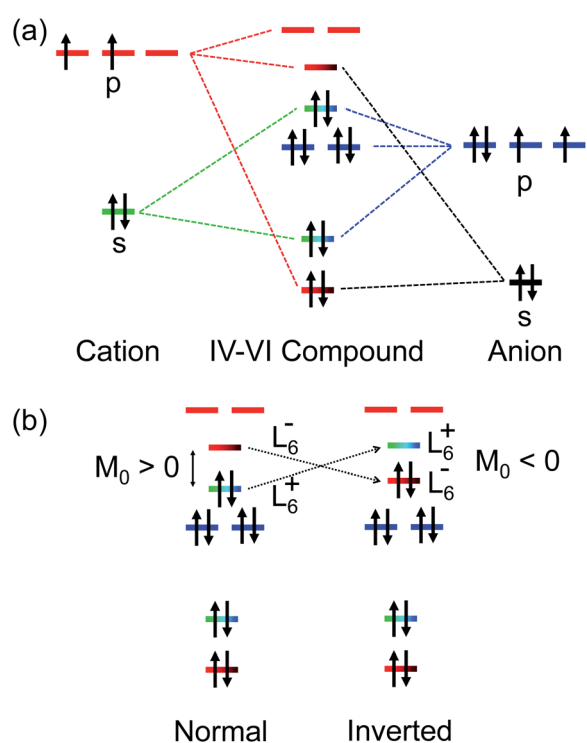 (a)
p
p
s
s
Cation
IV-VI Compound
Anion
(b)
L₆⁻
L₆⁺
M₀ > 0
M₀ < 0
L₆⁺
L₆⁻
Normal
Inverted